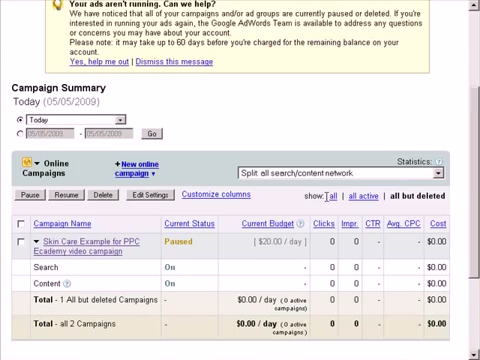 Your ads aren't running. Can we help?
We have noticed that all of your campaigns and/or ad groups are currently paused or deleted. If you're
interested in running your ads again, the Google AdWords Team is available to address any questions
or concerns you may have about your account.
Please note: it may take up to 60 days before you're charged for the remaining balance on your
account.
Yes, help me out | Dismiss this message
Campaign Summary
Today (05/05/2009)
Today
05/05/2009 - 05/05/2009 Go
Online Campaigns
+ New online campaign
Statistics: ?
Split all search/content network
Pause Resume Delete Edit Settings Customize columns show: all | all active | all but deleted
Campaign Name Current Status Current Budget ? Clicks Impr. CTR Avg. CPC Cost
Skin Care Example for PPC Ecademy video campaign Paused [ $20.00 / day ] 0 0 - - $0.00
Search On - 0 0 - - $0.00
Content ? On - 0 0 - - $0.00
Total - 1 All but deleted Campaigns - $0.00 / day (0 active campaigns) 0 0 - - $0.00
Total - all 2 Campaigns - $0.00 / day (0 active campaigns) 0 0 - - $0.00